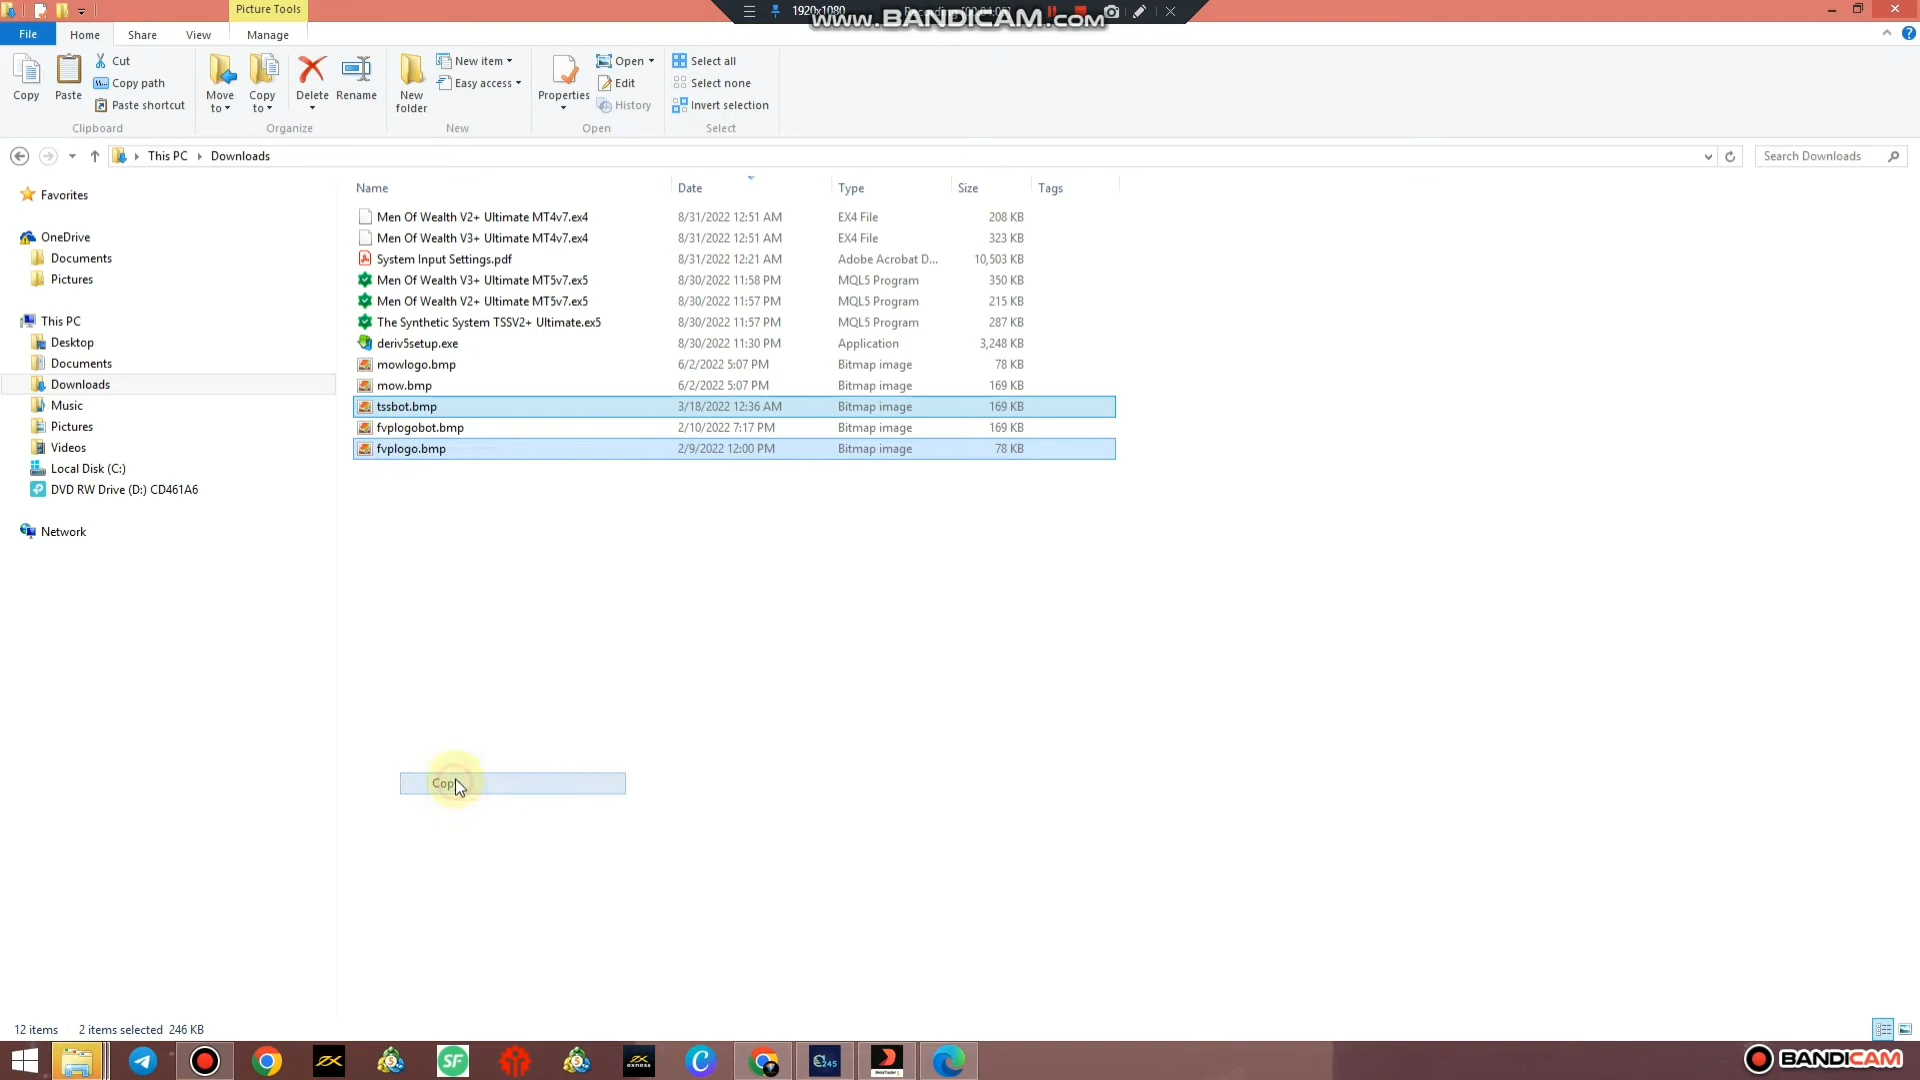 Picture Tools
1920x1080
www.BANDICAM.com
File Home Share View Manage
Copy
Paste
Cut
Copy path
Paste shortcut
Clipboard
Move to
Copy to
Delete
Rename
Organize
New folder
New item
Easy access
New
Properties
Open
Edit
History
Open
Select all
Select none
Invert selection
Select
This PC Downloads
Search Downloads
Favorites
OneDrive
Documents
Pictures
This PC
Desktop
Documents
Downloads
Music
Pictures
Videos
Local Disk (C:)
DVD RW Drive (D:) CD461A6
Network
Name Date Type Size Tags
Men Of Wealth V2+ Ultimate MT4v7.ex4 8/31/2022 12:51 AM EX4 File 208 KB
Men Of Wealth V3+ Ultimate MT4v7.ex4 8/31/2022 12:51 AM EX4 File 323 KB
System Input Settings.pdf 8/31/2022 12:21 AM Adobe Acrobat D... 10,503 KB
Men Of Wealth V3+ Ultimate MT5v7.ex5 8/30/2022 11:58 PM MQL5 Program 350 KB
Men Of Wealth V2+ Ultimate MT5v7.ex5 8/30/2022 11:57 PM MQL5 Program 215 KB
The Synthetic System TSSV2+ Ultimate.ex5 8/30/2022 11:57 PM MQL5 Program 287 KB
deriv5setup.exe 8/30/2022 11:30 PM Application 3,248 KB
mowlogo.bmp 6/2/2022 5:07 PM Bitmap image 78 KB
mow.bmp 6/2/2022 5:07 PM Bitmap image 169 KB
tssbot.bmp 3/18/2022 12:36 AM Bitmap image 169 KB
fvplogobot.bmp 2/10/2022 7:17 PM Bitmap image 169 KB
fvplogo.bmp 2/9/2022 12:00 PM Bitmap image 78 KB
Cop
12 items 2 items selected 246 KB
SF
exness
245
BANDICAM